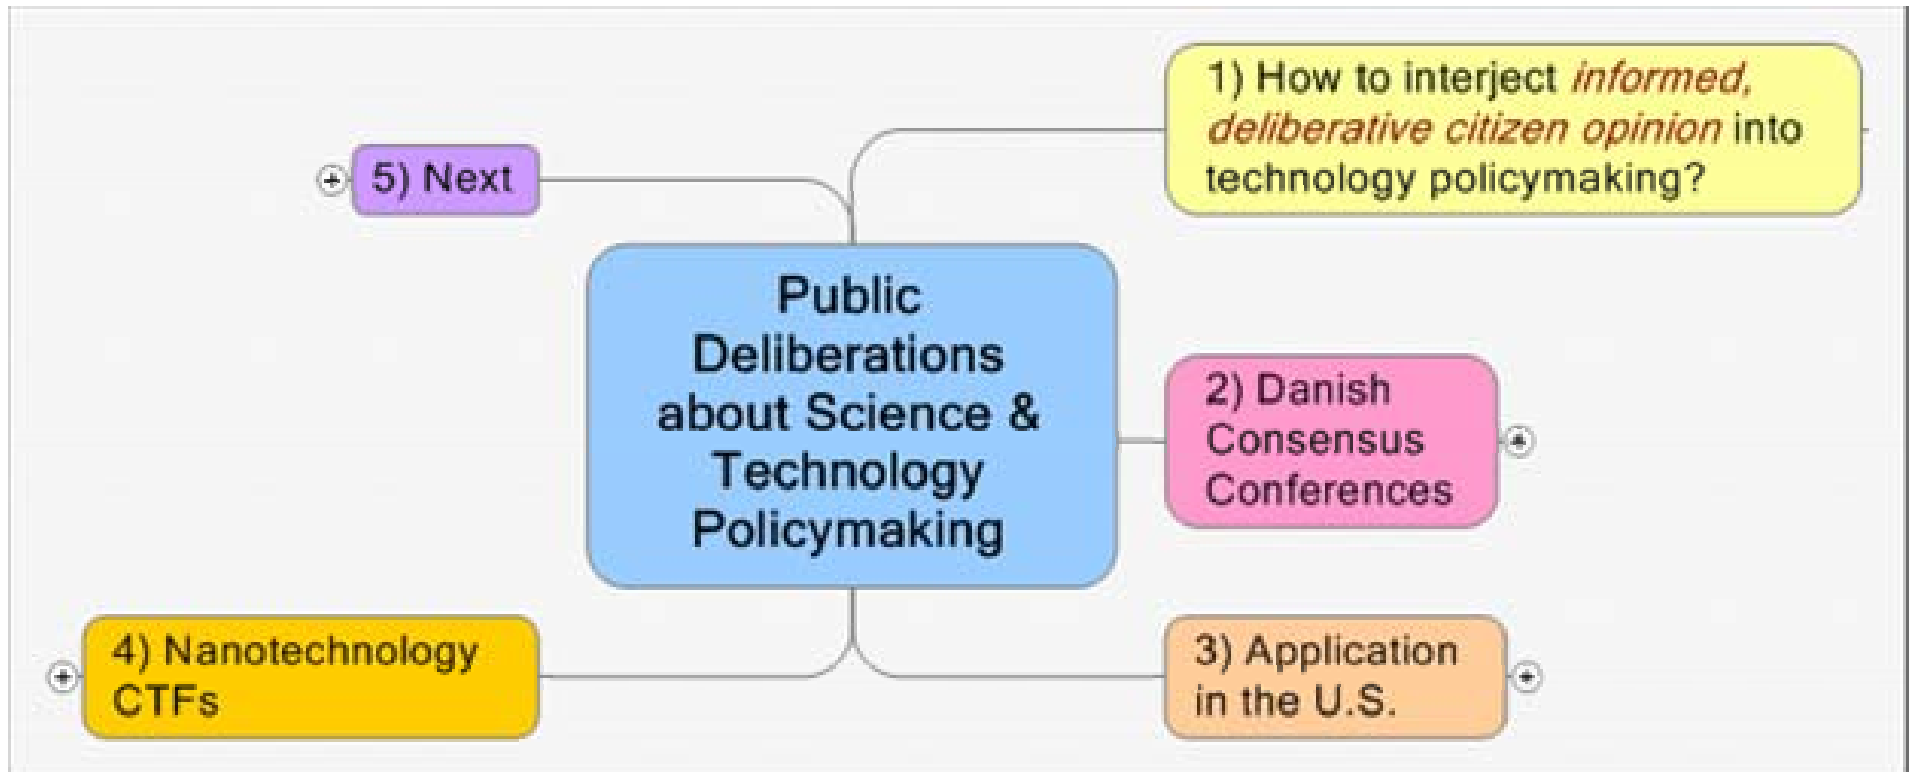 Public
Deliberations
about Science &
Technology
Policymaking
1) How to interject informed,
deliberative citizen opinion into
technology policymaking?
2) Danish
Consensus
Conferences
3) Application
in the U.S.
4) Nanotechnology
CTFs
5) Next